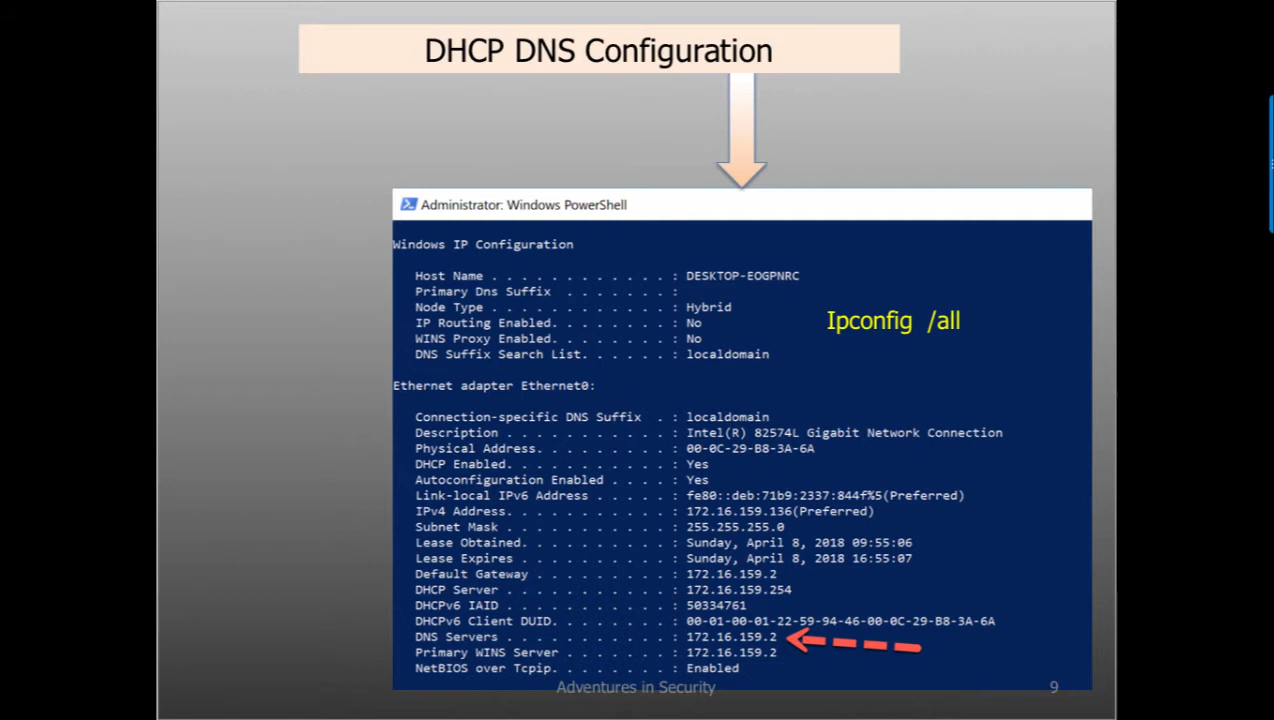 DHCP DNS Configuration
Administrator: Windows PowerShell
Windows IP Configuration
Host Name . . . . . . . . . . . . : DESKTOP-EOGPNRC
Primary Dns Suffix  . . . . . . . :
Node Type . . . . . . . . . . . . : Hybrid
IP Routing Enabled. . . . . . . . : No
WINS Proxy Enabled. . . . . . . . : No
DNS Suffix Search List. . . . . . : localdomain
Ipconfig /all
Ethernet adapter Ethernet0:
Connection-specific DNS Suffix  . : localdomain
Description . . . . . . . . . . . : Intel(R) 82574L Gigabit Network Connection
Physical Address. . . . . . . . . : 00-0C-29-B8-3A-6A
DHCP Enabled. . . . . . . . . . . : Yes
Autoconfiguration Enabled . . . . : Yes
Link-local IPv6 Address . . . . . : fe80::deb:71b9:2337:844f%5(Preferred)
IPv4 Address. . . . . . . . . . . : 172.16.159.136(Preferred)
Subnet Mask . . . . . . . . . . . : 255.255.255.0
Lease Obtained. . . . . . . . . . : Sunday, April 8, 2018 09:55:06
Lease Expires . . . . . . . . . . : Sunday, April 8, 2018 16:55:07
Default Gateway . . . . . . . . . : 172.16.159.2
DHCP Server . . . . . . . . . . . : 172.16.159.254
DHCPv6 IAID . . . . . . . . . . . : 50334761
DHCPv6 Client DUID. . . . . . . . : 00-01-00-01-22-59-94-46-00-0C-29-B8-3A-6A
DNS Servers . . . . . . . . . . . : 172.16.159.2
Primary WINS Server . . . . . . . : 172.16.159.2
NetBIOS over Tcpip. . . . . . . . : Enabled
Adventures in Security
9